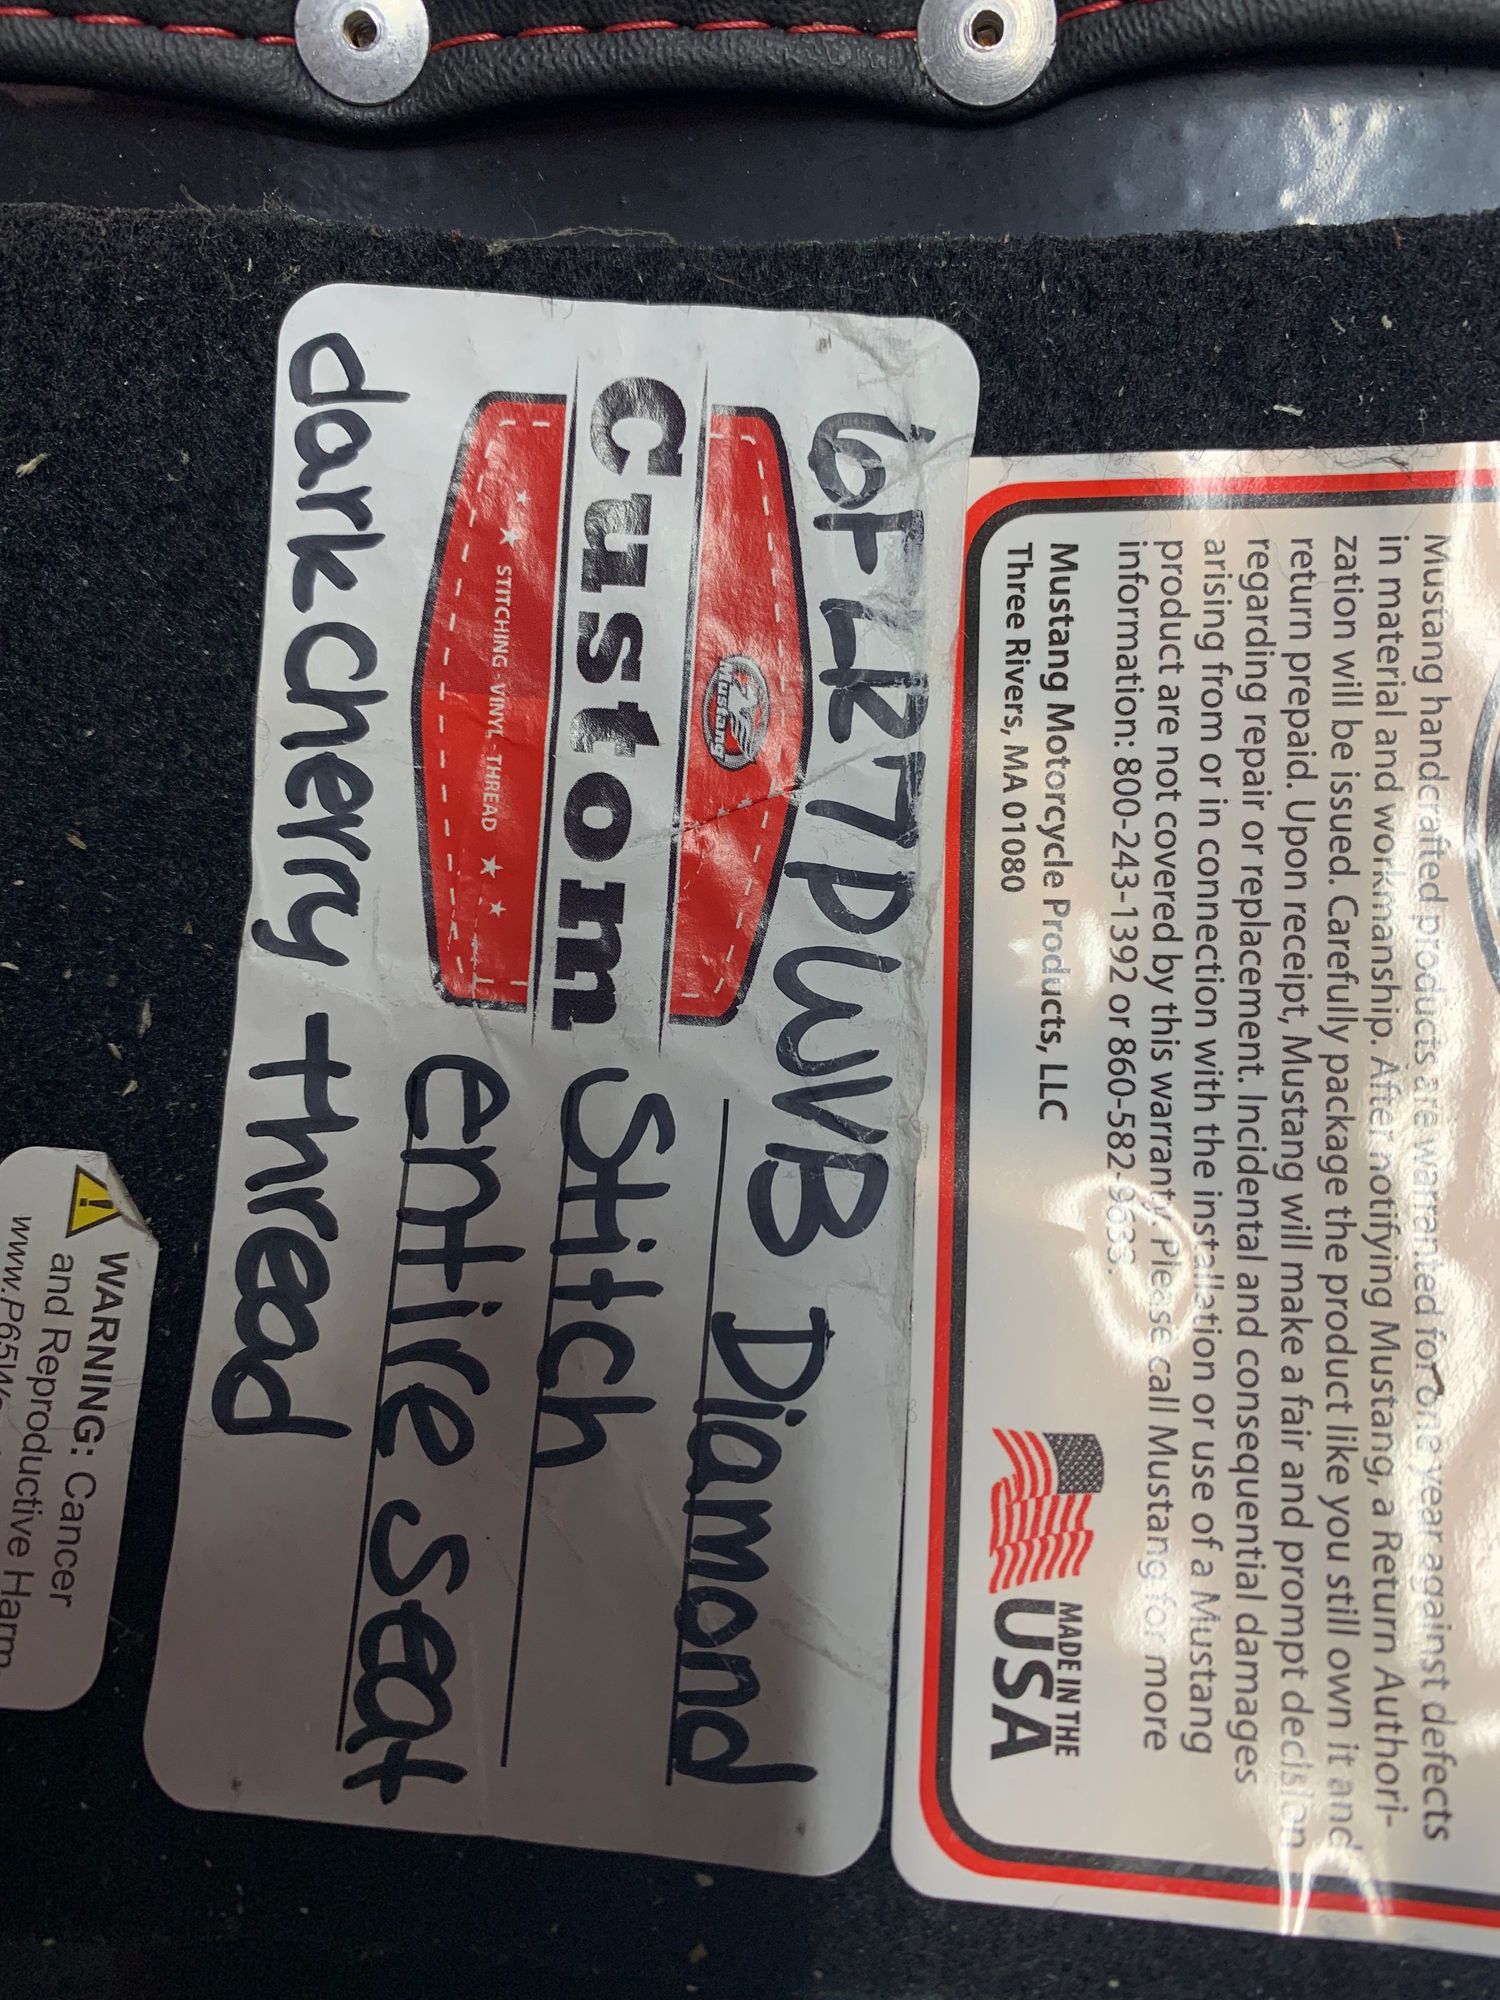 Mustang handcrafted products are warranted for one year against defects
in material and workmanship. After notifying Mustang, a Return Authori-
zation will be issued. Carefully package the product like you still own it and
return prepaid. Upon receipt, Mustang will make a fair and prompt decision
regarding repair or replacement. Incidental and consequential damages
arising from or in connection with the installation or use of a Mustang
product are not covered by this warranty. Please call Mustang for more
information: 800-243-1392 or 860-582-9633.
Mustang Motorcycle Products, LLC
Three Rivers, MA 01080
MADE IN THE
USA
Diamond
Stitch
entire seat
Mustang
Custom
STITCHING · VINYL · THREAD
dark cherry thread
WARNING: Cancer
and Reproductive Harm